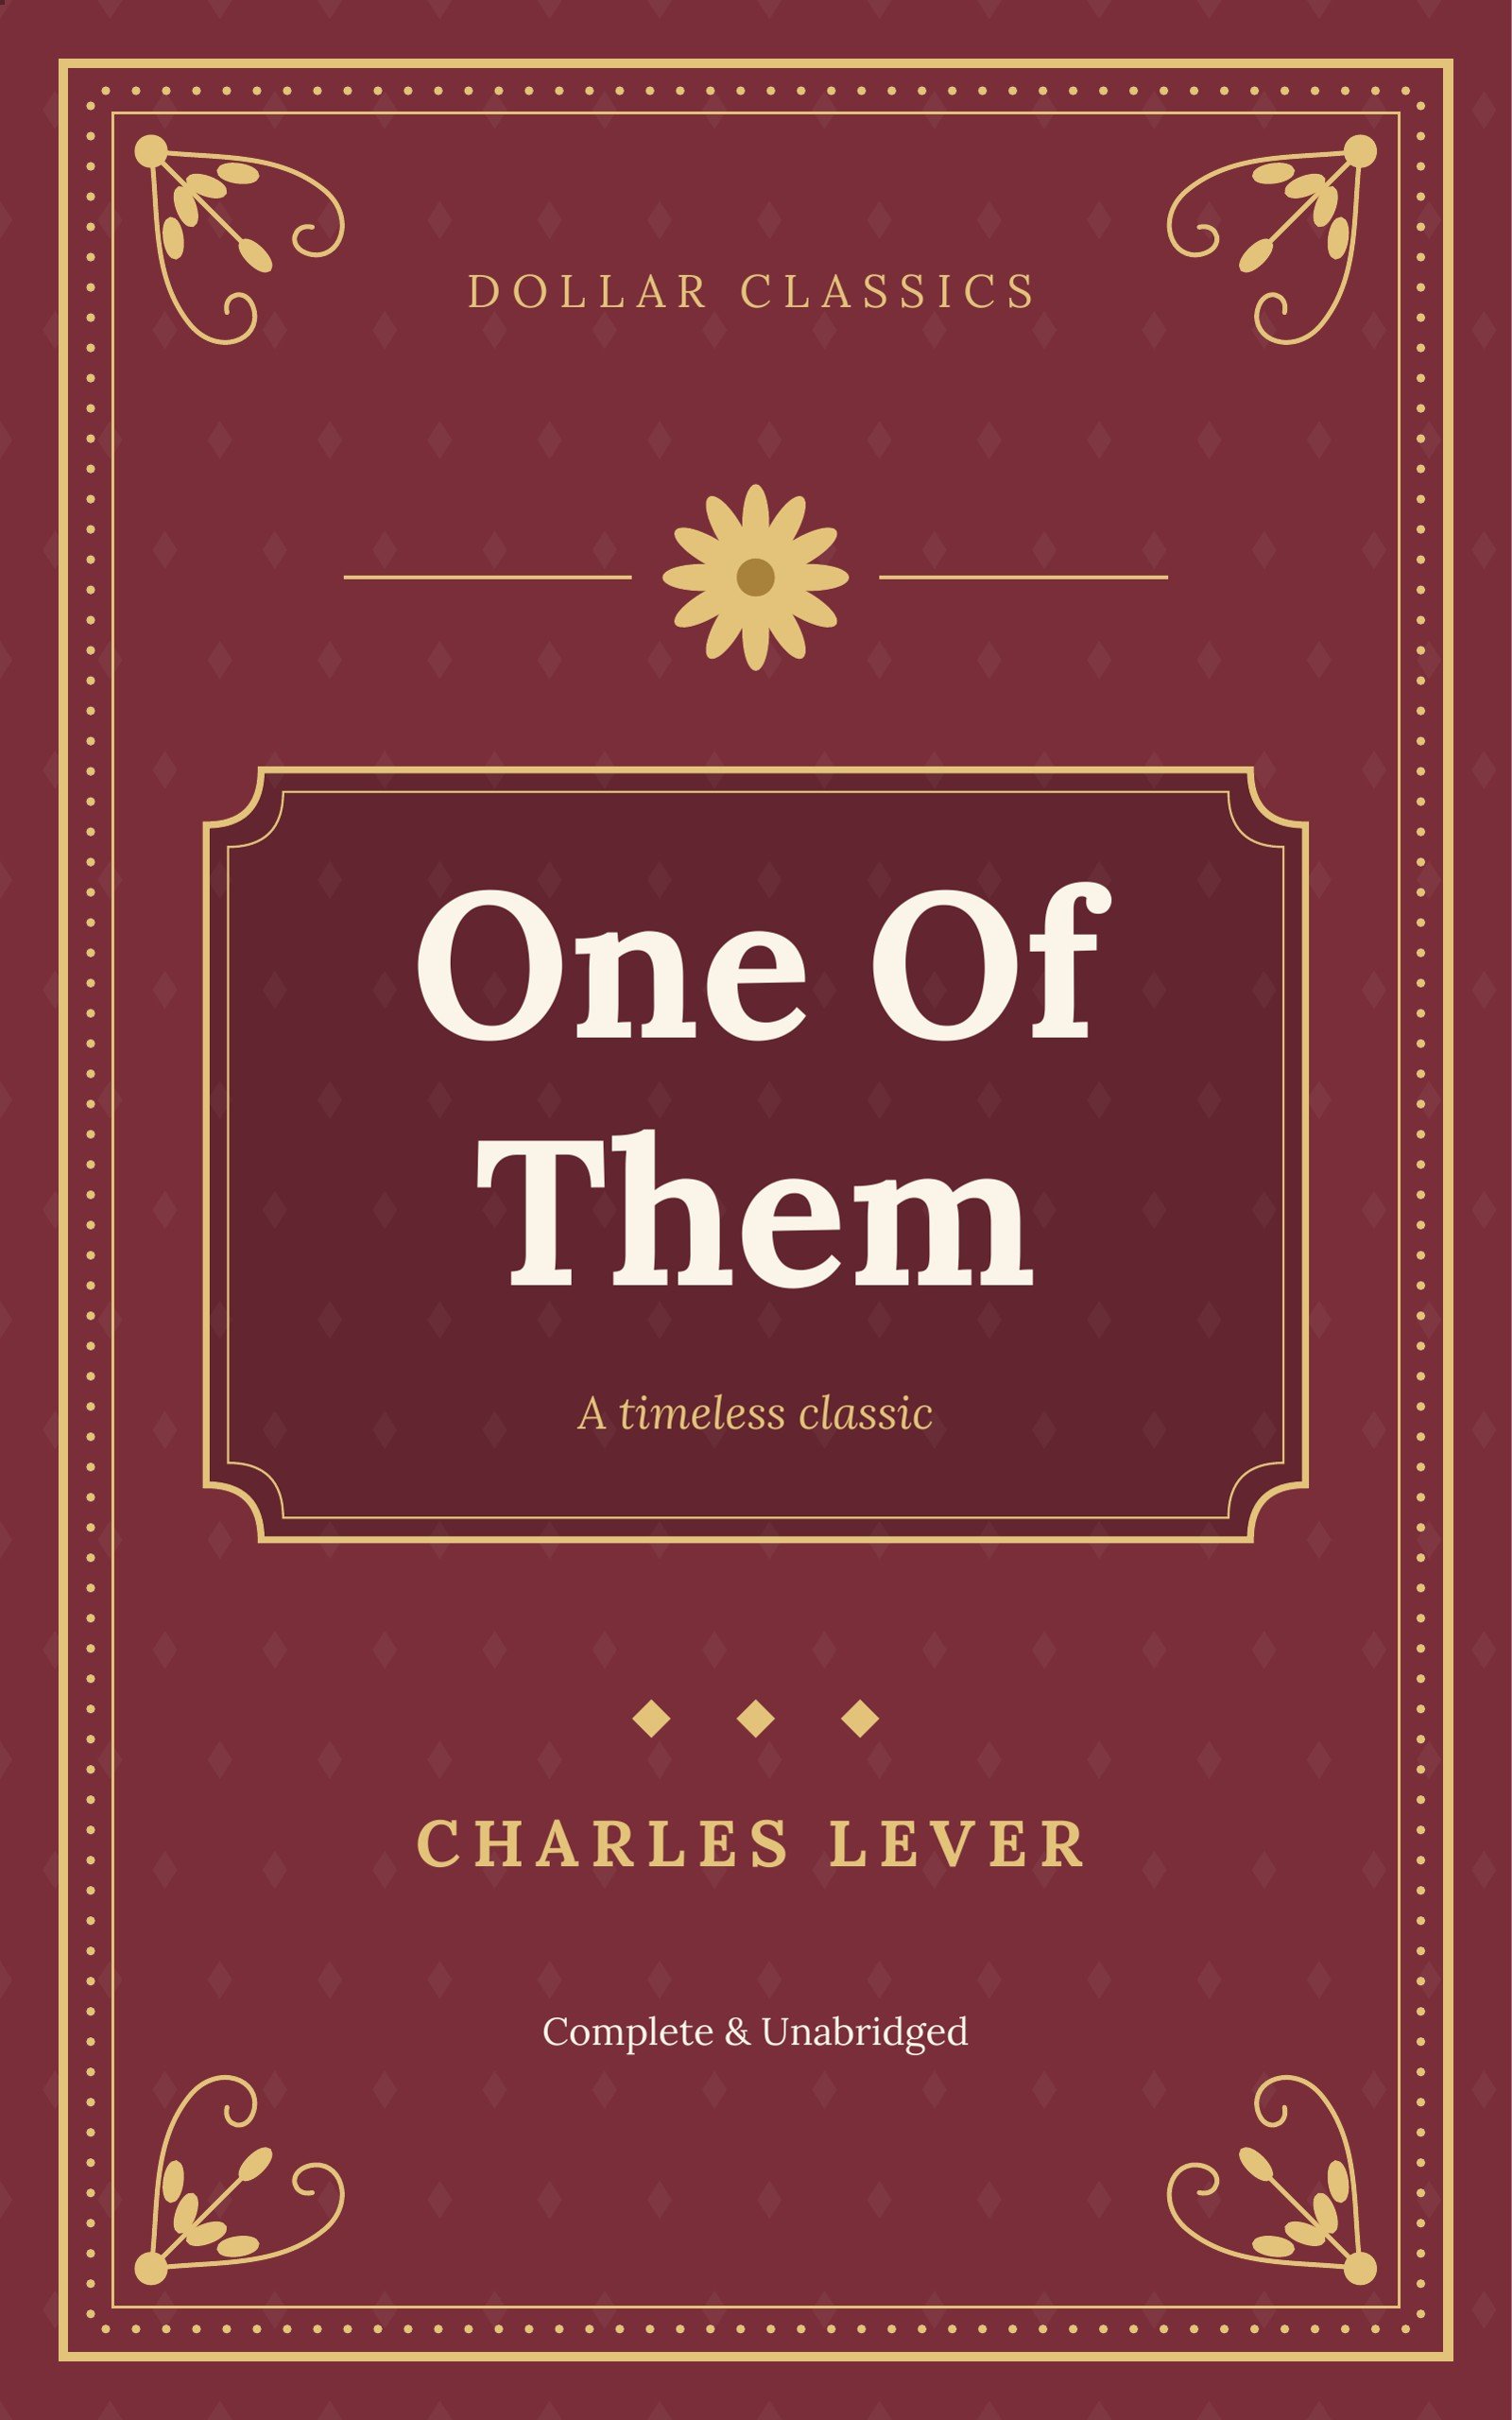 DOLLAR CLASSICS
One Of
Them
A timeless classic
CHARLES LEVER
Complete & Unabridged